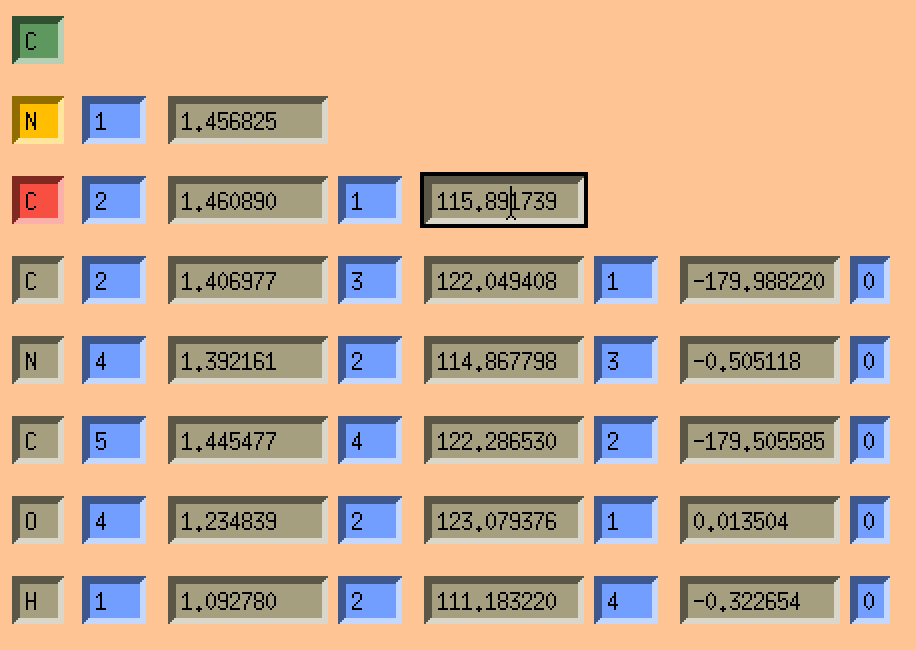 C
N 1 1.456825
C 2 1.460890 1 115.891739
C 2 1.406977 3 122.049408 1 -179.988220 0
N 4 1.392161 2 114.867798 3 -0.505118 0
C 5 1.445477 4 122.286530 2 -179.505585 0
O 4 1.234839 2 123.079376 1 0.013504 0
H 1 1.092780 2 111.183220 4 -0.322654 0